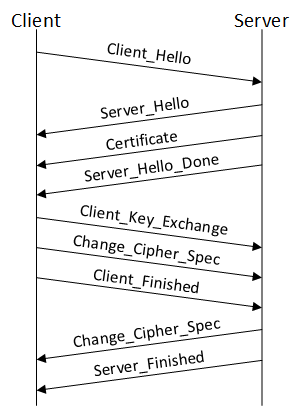 Client Server
Client_Hello
Server_Hello
Certificate
Server_Hello_Done
Client_Key_Exchange
Change_Cipher_Spec
Client_Finished
Change_Cipher_Spec
Server_Finished